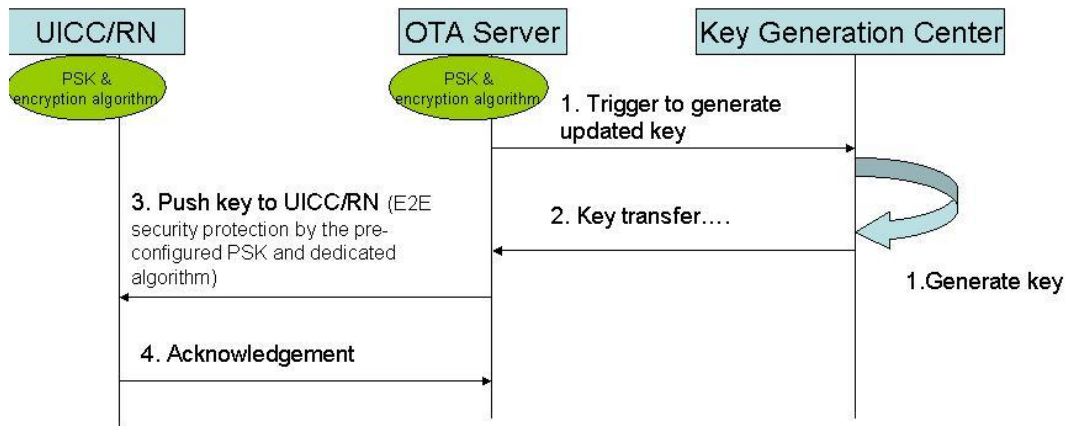 UICC/RN
OTA Server
Key Generation Center
PSK &
encryption algorithm
PSK &
encryption algorithm
1. Trigger to generate
updated key
3. Push key to UICC/RN (E2E
security protection by the pre-
configured PSK and dedicated
algorithm)
2. Key transfer....
1.Generate key
4. Acknowledgement